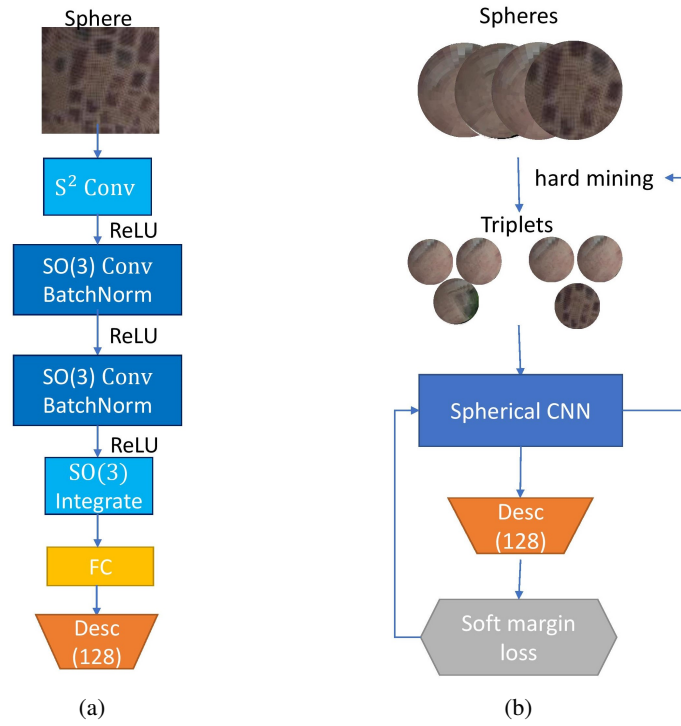 Sphere
S² Conv
ReLU
SO(3) Conv
BatchNorm
ReLU
SO(3) Conv
BatchNorm
ReLU
SO(3)
Integrate
FC
Desc
(128)
(a)
Spheres
hard mining
Triplets
Spherical CNN
Desc
(128)
Soft margin
loss
(b)